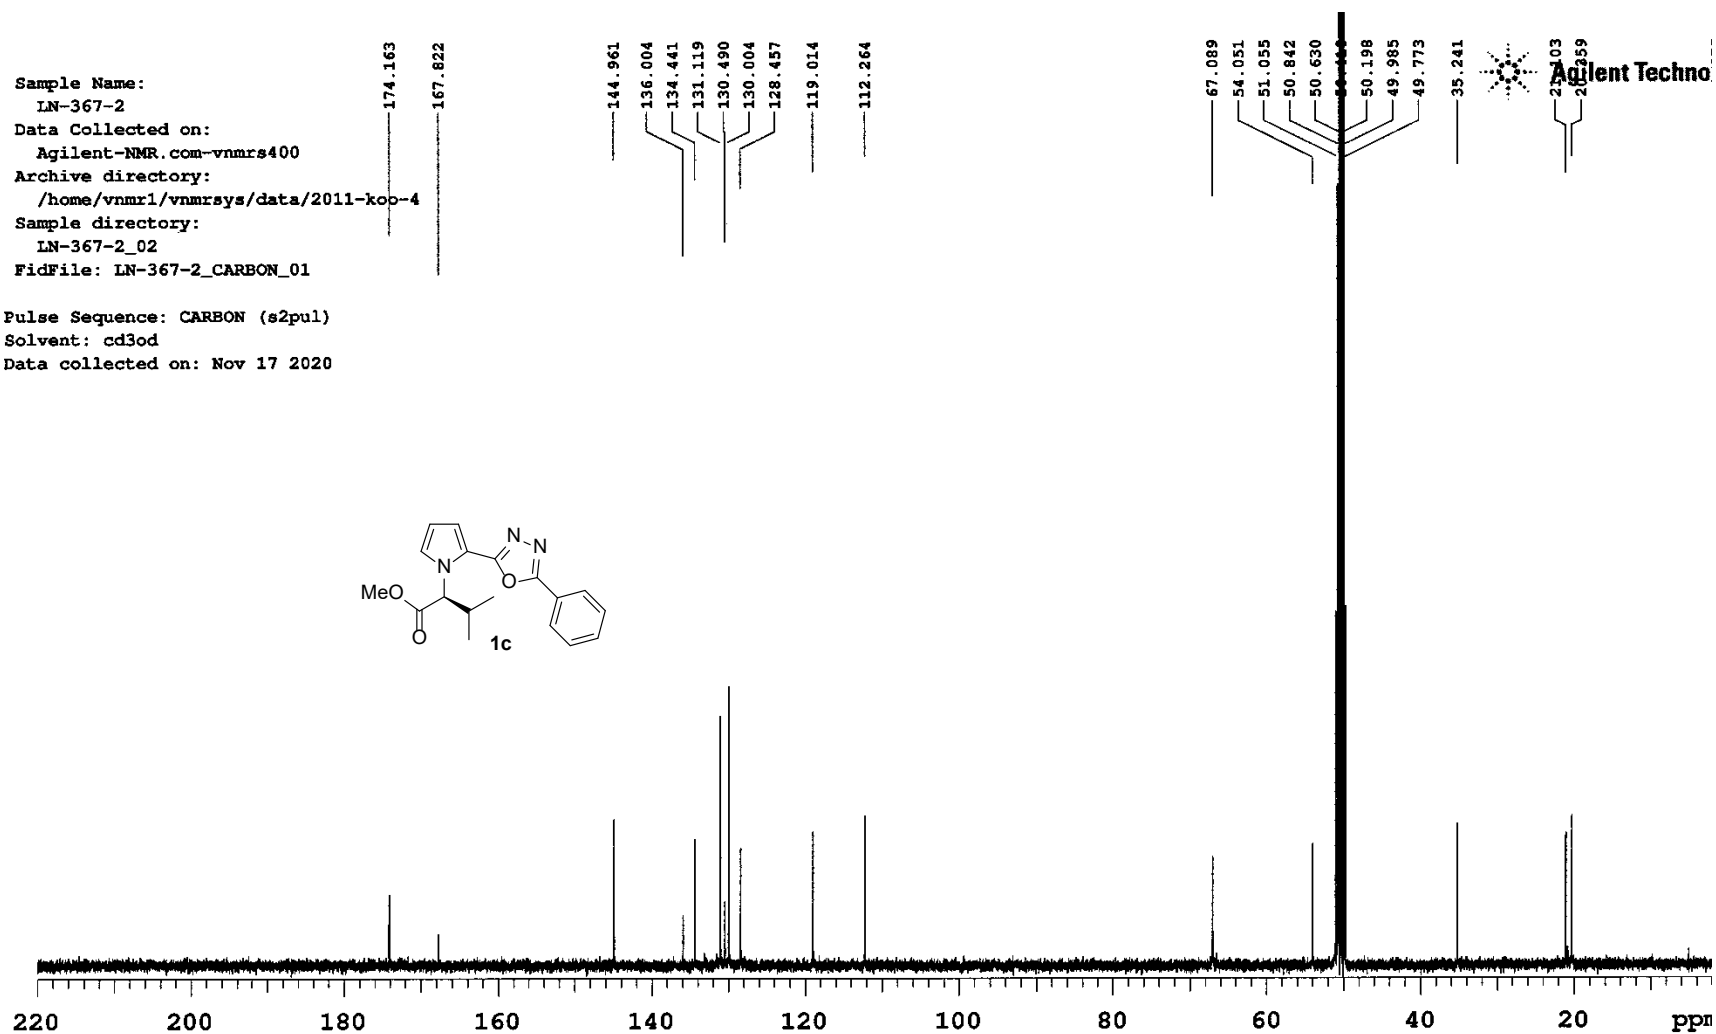 174.163
167.822
144.961
136.004
134.441
131.119
130.490
130.004
128.457
119.014
112.264
67.089
54.051
51.055
50.842
50.630
50.198
49.985
49.773
35.241
Agilent Techno
Sample Name:
LN-367-2
Data Collected on:
Agilent-NMR.com-vnmrs400
Archive directory:
/home/vnmr1/vnmrsys/data/2011-koo-4
Sample directory:
LN-367-2_02
FidFile: LN-367-2_CARBON_01
Pulse Sequence: CARBON (s2pul)
Solvent: cd3od
Data collected on: Nov 17 2020
N
N
N
O
MeO
O
1c
220 200 180 160 140 120 100 80 60 40 20 ppm